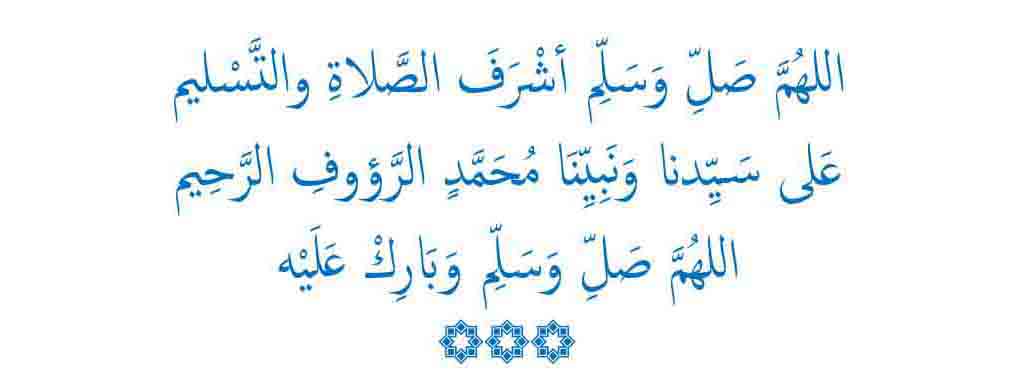 اللهُمَّ صَلِّ وَسَلِّم أشْرَفَ الصَّلاةِ والتَّسْليم
عَلى سَيِّدنا وَنَبِيِّنَا مُحَمَّدٍ الرَّؤوفِ الرَّحِيم
اللهُمَّ صَلِّ وَسَلِّم وَبَارِكْ عَلَيْه